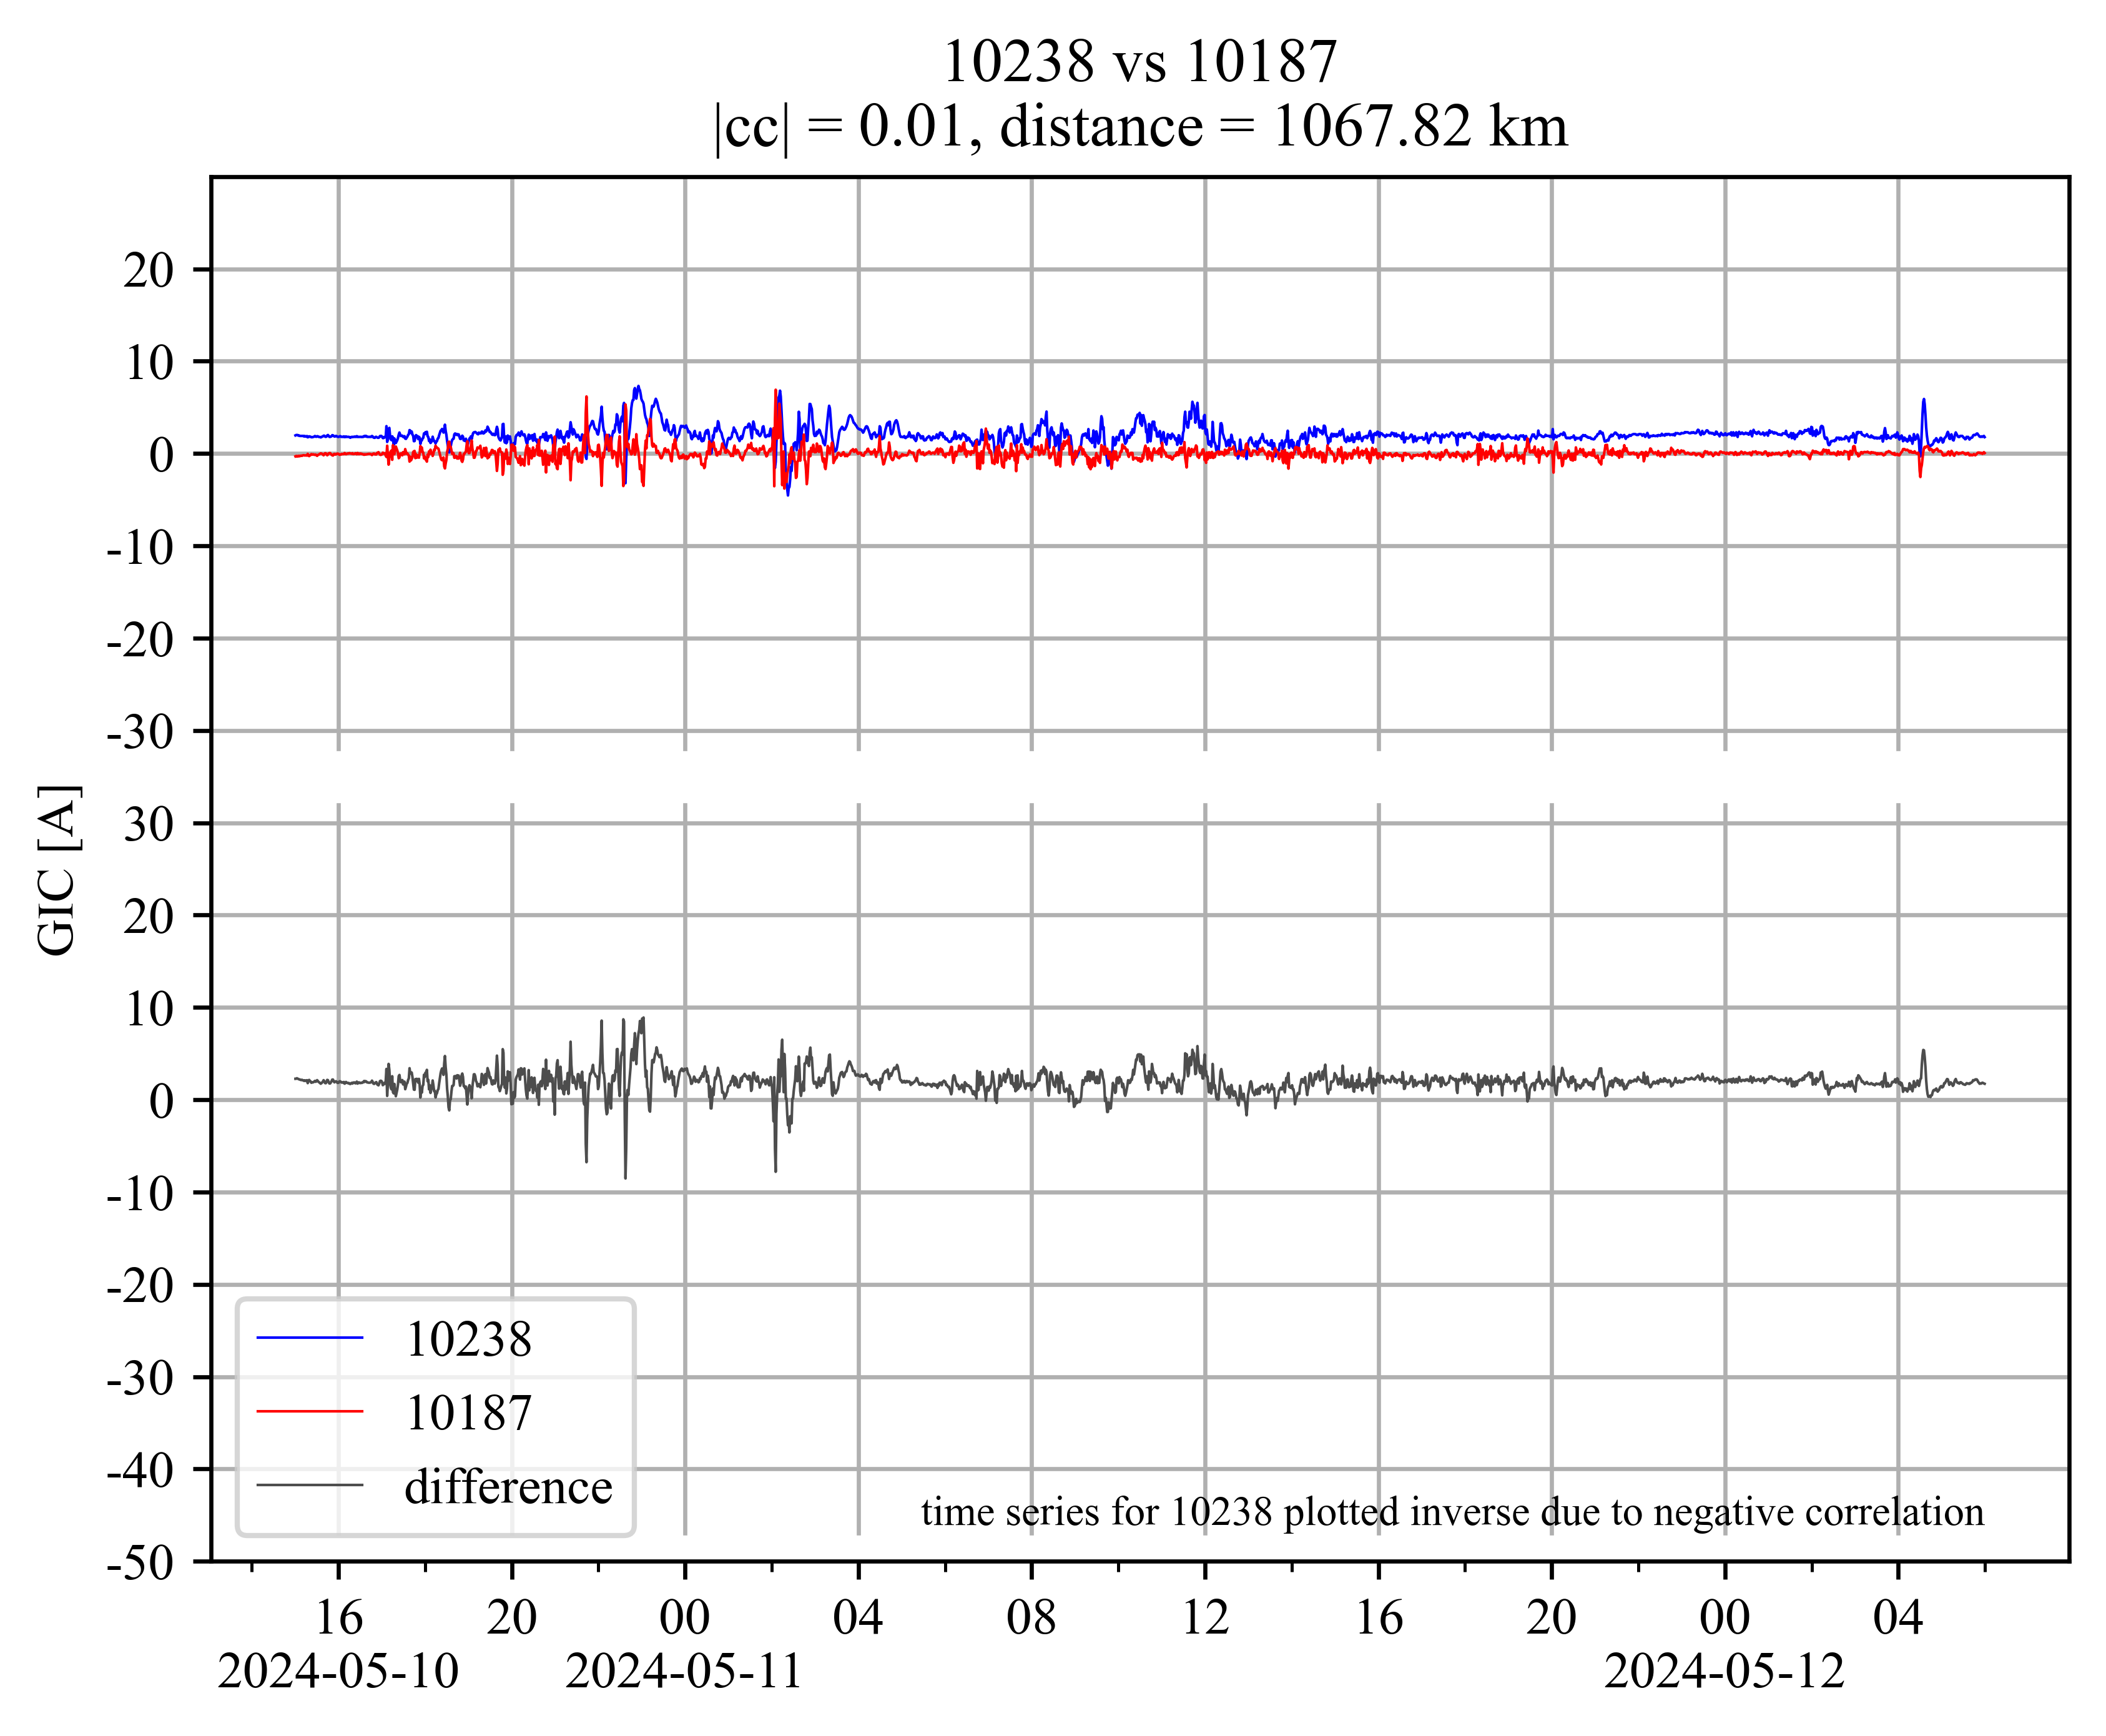 10238 vs 10187
|cc| = 0.01, distance = 1067.82 km
20
10
0
-10
-20
-30
30
20
10
0
-10
-20
-30
-40
-50
GIC [A]
10238
10187
difference
time series for 10238 plotted inverse due to negative correlation
16 20 00 04 08 12 16 20 00 04
2024-05-10 2024-05-11 2024-05-12